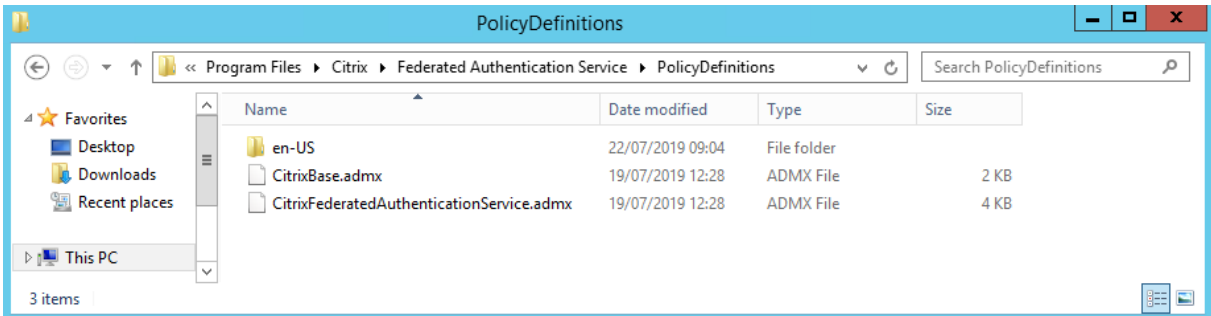 PolicyDefinitions
« Program Files Citrix Federated Authentication Service PolicyDefinitions Search PolicyDefinitions
Favorites
Desktop
Downloads
Recent places
This PC
Name Date modified Type Size
en-US 22/07/2019 09:04 File folder
CitrixBase.admx 19/07/2019 12:28 ADMX File 2 KB
CitrixFederatedAuthenticationService.admx 19/07/2019 12:28 ADMX File 4 KB
3 items